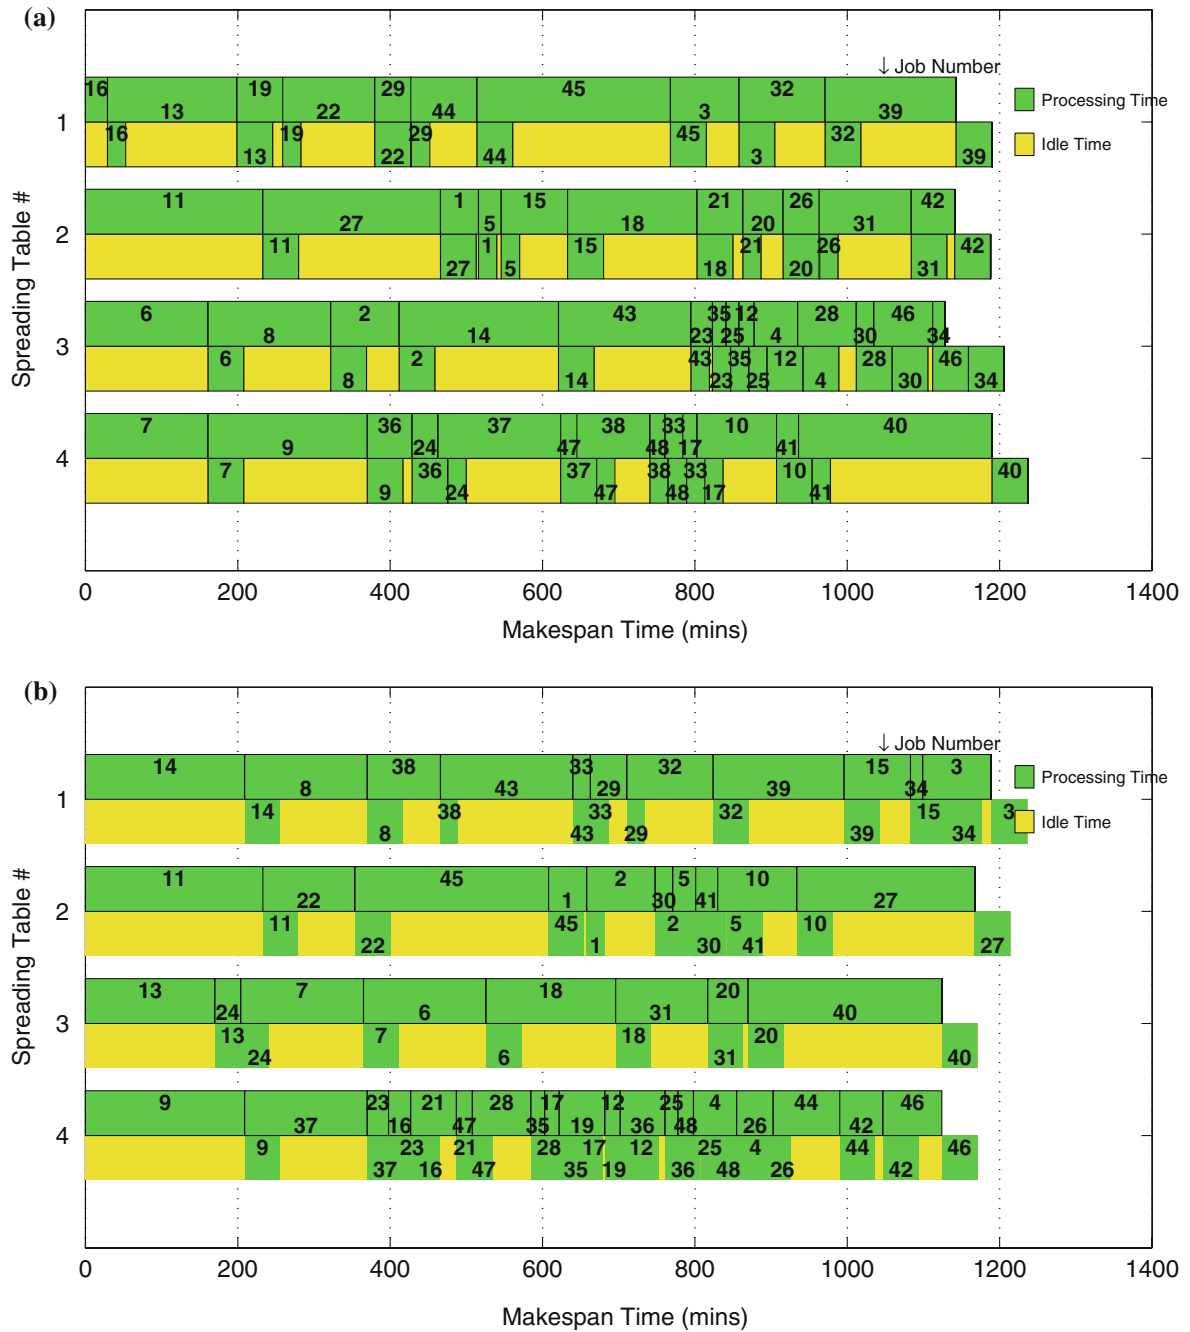 (a)
↓ Job Number
Processing Time
Idle Time
Spreading Table #
1
16 19 29 45 32
13 22 44 3 39
16 19 29 45 32
13 22 44 3 39
2
11 1 15 21 26 42
27 5 18 20 31
11 1 15 21 26 42
27 5 18 20 31
3
6 2 43 35 12 28 46
8 14 23 25 4 30 34
6 2 43 35 12 28 46
8 14 23 25 4 30 34
4
7 36 37 38 33 10 40
9 24 47 48 17 41
7 36 37 38 33 10 40
9 24 47 48 17 41
0 200 400 600 800 1000 1200 1400
Makespan Time (mins)
(b)
↓ Job Number
Processing Time
Idle Time
Spreading Table #
1
14 38 33 32 15 3
8 43 29 39 34
14 38 33 32 15 3
8 43 29 39 34
2
11 45 2 5 10
22 1 30 41 27
11 45 2 5 10
22 1 30 41 27
3
13 7 18 20
24 6 31 40
13 7 18 20
24 6 31 40
4
9 23 21 28 17 12 25 4 44 46
37 16 47 35 19 36 48 26 42
9 23 21 28 17 12 25 4 44 46
37 16 47 35 19 36 48 26 42
0 200 400 600 800 1000 1200 1400
Makespan Time (mins)